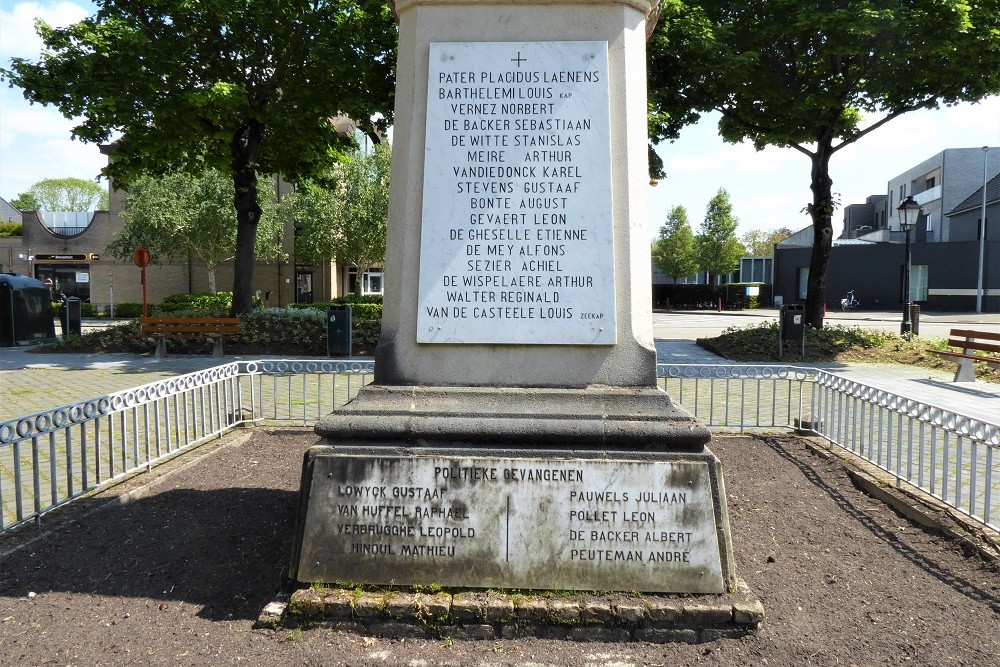 PATER PLACIDUS LAENENS
BARTHELEMI LOUIS KAP
VERNEZ NORBERT
DE BACKER SEBASTIAAN
DE WITTE STANISLAS
MEIRE ARTHUR
VANDIEDONCK KAREL
STEVENS GUSTAAF
BONTE AUGUST
GEVAERT LEON
DE GHESELLE ETIENNE
DE MEY ALFONS
SEZIER ACHIEL
DE WISPELAERE ARTHUR
WALTER REGINALD
VAN DE CASTEELE LOUIS ZEEKAP
POLITIEKE GEVANGENEN
LOWYCK GUSTAAF
VAN HUFFEL RAPHAEL
VERBRUGGHE LEOPOLD
HINOUL MATHIEU
PAUWELS JULIAAN
POLLET LEON
DE BACKER ALBERT
PEUTEMAN ANDRÉ